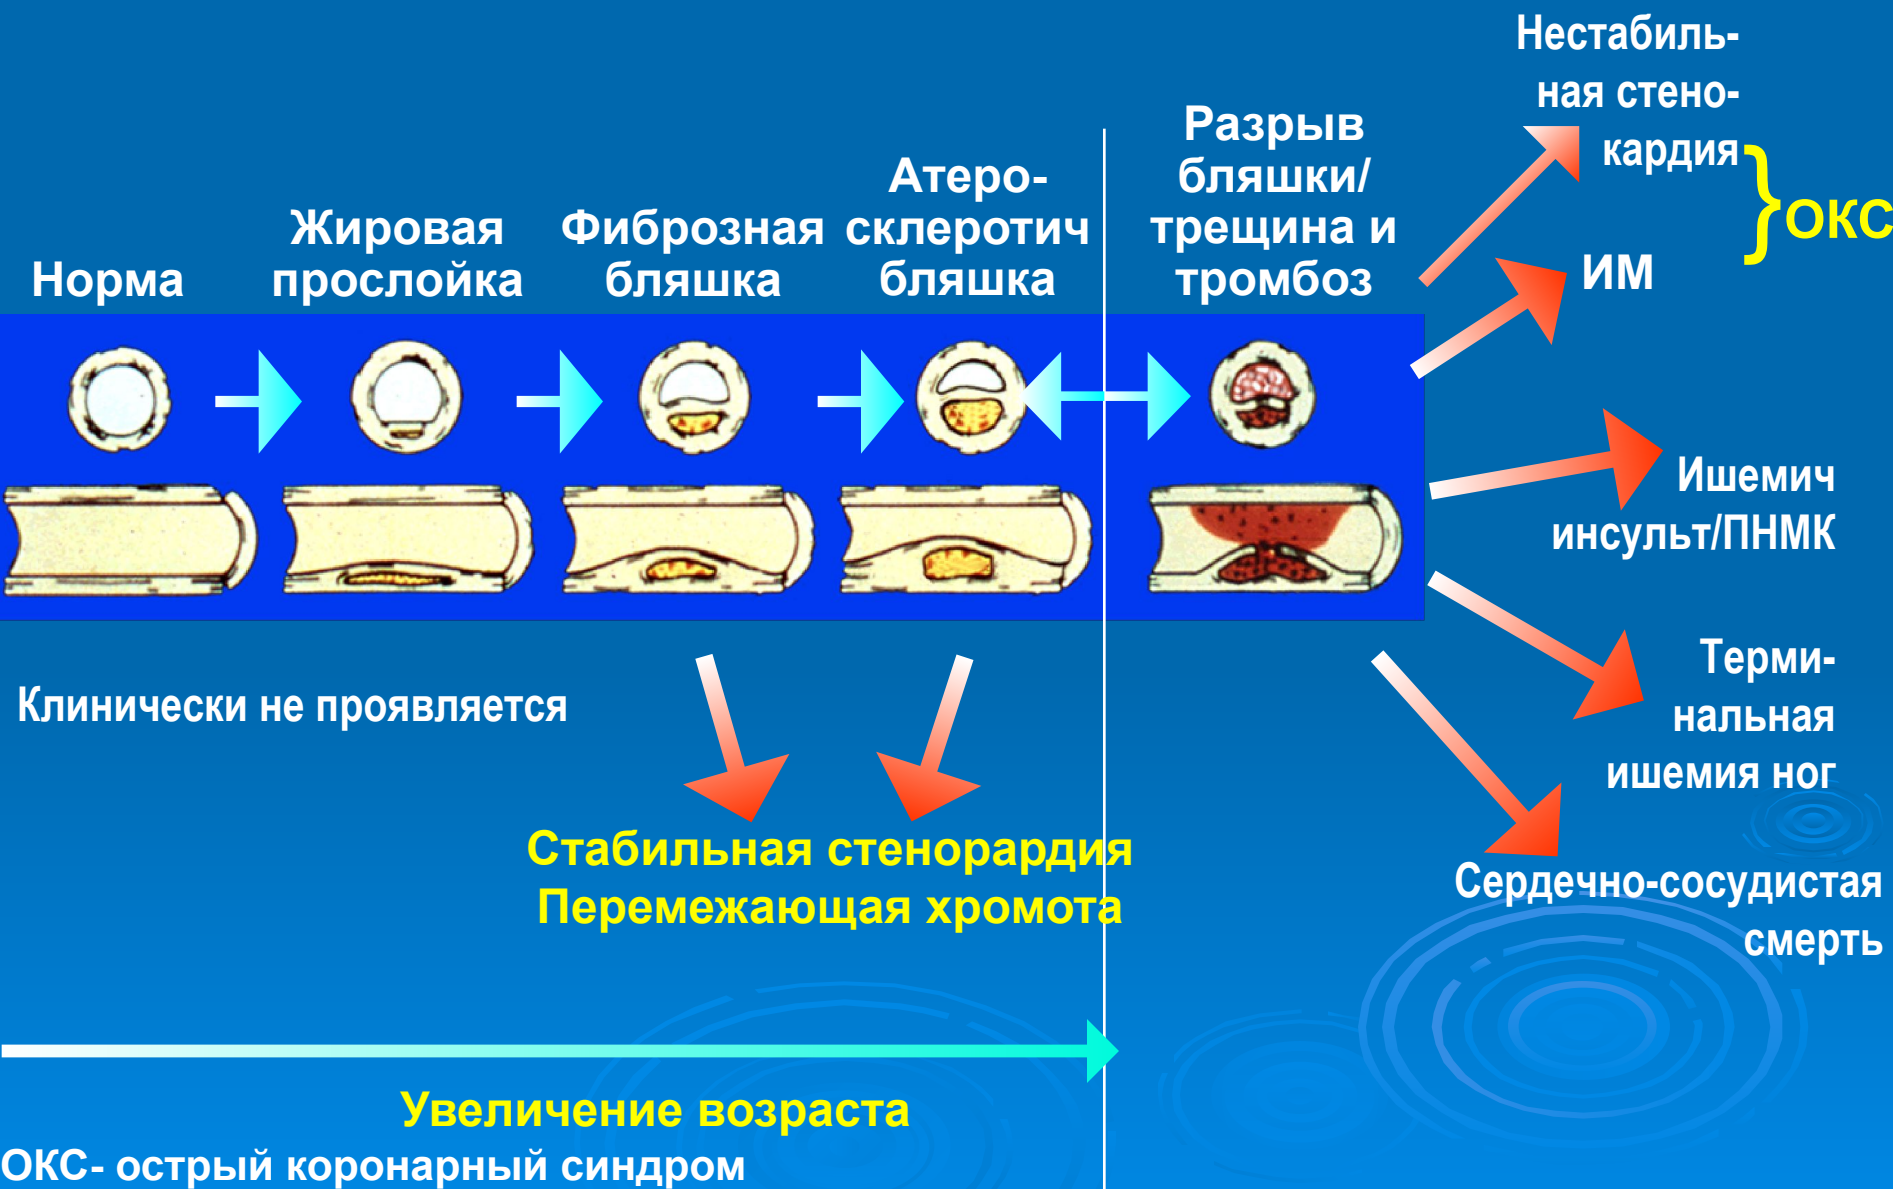 Норма
Жировая
прослойка
Фиброзная
бляшка
Атеро-
склеротич
бляшка
Разрыв
бляшки/
трещина и
тромбоз
Нестабиль-
ная стено-
кардия
ОКС
ИМ
Ишемич
инсульт/ПНМК
Терми-
нальная
ишемия ног
Сердечно-сосудистая
смерть
Клинически не проявляется
Стабильная стенорардия
Перемежающая хромота
Увеличение возраста
ОКС- острый коронарный синдром